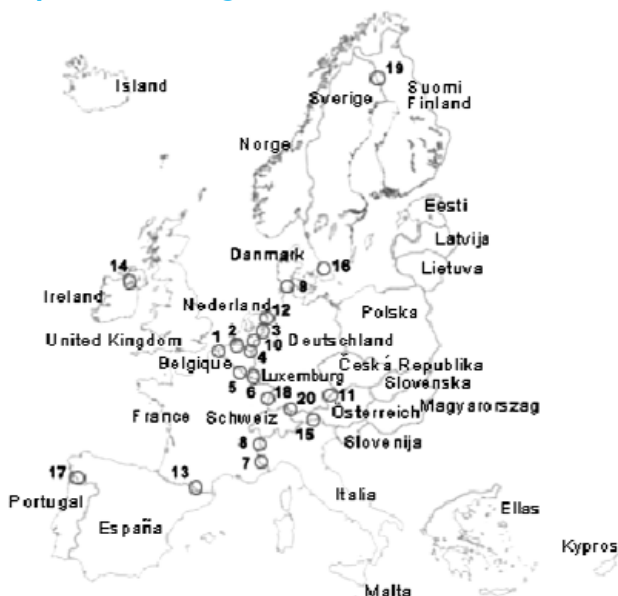 19
Island
Suomi
Sverige
Finland
Norge
Eesti
Danmark
Latvija
16
14
Lietuva
9
Ireland
Nederland
12
Polska
2
3
United Kingdom
1
Deutschland
10
Belgique
4
Česká Republika
5
Luxemburg
Slovenska
6
18
20
11
Magyarorszag
France
Schweiz
Österreich
15
Slovenija
8
7
17
13
Italia
Portugal
Ellas
España
Kypros
Malta